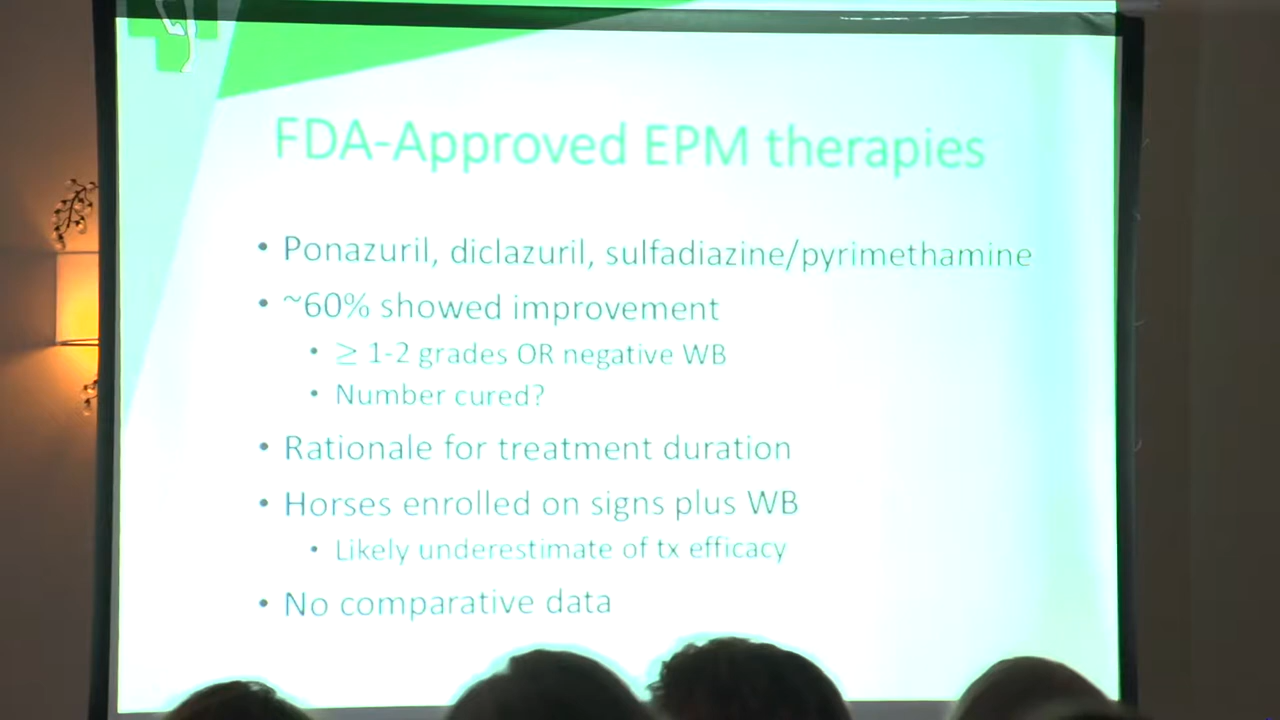 FDA-Approved EPM therapies
• Ponazuril, diclazuril, sulfadiazine/pyrimethamine
• ~60% showed improvement
• ≥ 1-2 grades OR negative WB
• Number cured?
• Rationale for treatment duration
• Horses enrolled on signs plus WB
• Likely underestimate of tx efficacy
• No comparative data